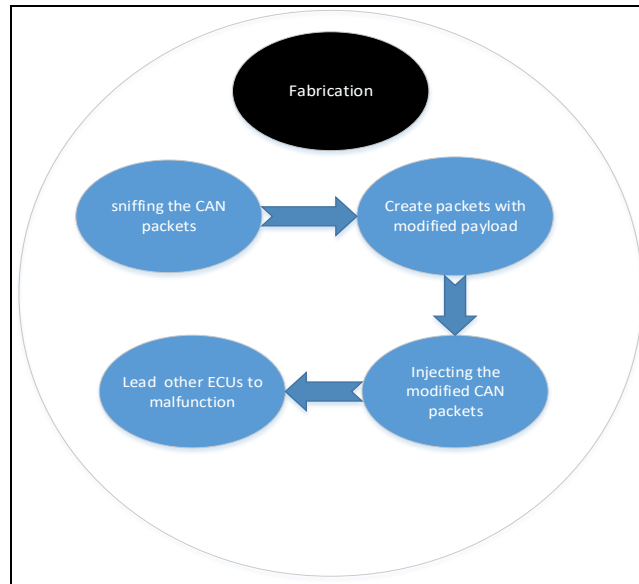 Fabrication
sniffing the CAN
packets
Create packets with
modified payload
Lead other ECUs to
malfunction
Injecting the
modified CAN
packets